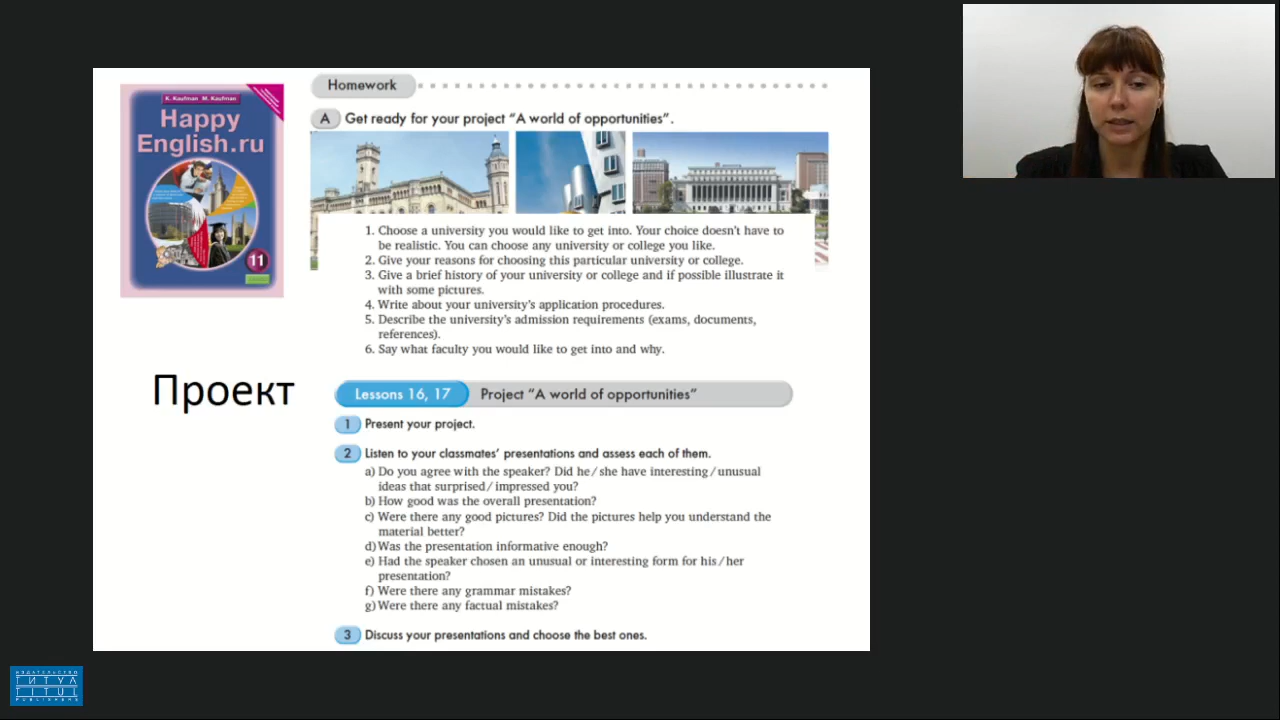 K. Kaufman M. Kaufman
Happy
English.ru
11
Проект
Homework
A Get ready for your project “A world of opportunities”.
1. Choose a university you would like to get into. Your choice doesn’t have to
be realistic. You can choose any university or college you like.
2. Give your reasons for choosing this particular university or college.
3. Give a brief history of your university or college and if possible illustrate it
with some pictures.
4. Write about your university’s application procedures.
5. Describe the university’s admission requirements (exams, documents,
references).
6. Say what faculty you would like to get into and why.
Lessons 16, 17 Project “A world of opportunities”
1 Present your project.
2 Listen to your classmates’ presentations and assess each of them.
a) Do you agree with the speaker? Did he/she have interesting/unusual
ideas that surprised/impressed you?
b) How good was the overall presentation?
c) Were there any good pictures? Did the pictures help you understand the
material better?
d) Was the presentation informative enough?
e) Had the speaker chosen an unusual or interesting form for his/her
presentation?
f) Were there any grammar mistakes?
g) Were there any factual mistakes?
3 Discuss your presentations and choose the best ones.
ИЗДАТЕЛЬСТВО
ТИТУЛ
TITUL
PUBLISHERS